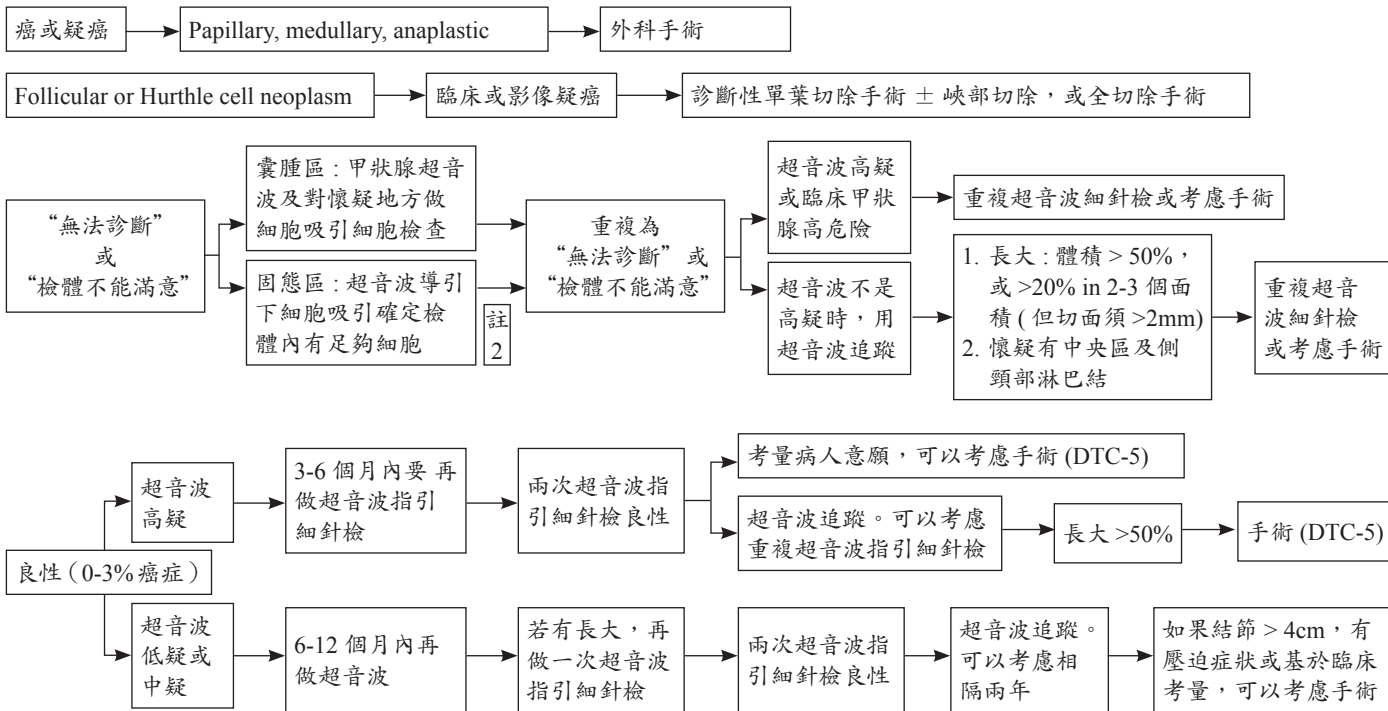 癌或疑癌
Papillary, medullary, anaplastic
外科手術
Follicular or Hurthle cell neoplasm
臨床或影像疑癌
診斷性單葉切除手術 ± 峽部切除，或全切除手術
“無法診斷”
或
“檢體不能滿意”
囊腫區 : 甲狀腺超音
波及對懷疑地方做
細胞吸引細胞檢查
固態區 : 超音波導引
下細胞吸引確定檢
體內有足夠細胞
註
2
重複為
“無法診斷” 或
“檢體不能滿意”
超音波高疑
或臨床甲狀
腺高危險
重複超音波細針檢或考慮手術
超音波不是
高疑時，用
超音波追蹤
1. 長大 : 體積 > 50%，
或 >20% in 2-3 個面
積 ( 但切面須 >2mm)
2. 懷疑有中央區及側
頸部淋巴結
重複超音
波細針檢
或考慮手術
良性（0-3% 癌症）
超音波
高疑
3-6 個月內要 再
做超音波指引
細針檢
兩次超音波指
引細針檢良性
考量病人意願，可以考慮手術 (DTC-5)
超音波追蹤。可以考慮
重複超音波指引細針檢
長大 >50%
手術 (DTC-5)
超音波
低疑或
中疑
6-12 個月內再
做超音波
若有長大，再
做一次超音波
指引細針檢
兩次超音波指
引細針檢良性
超音波追蹤。
可以考慮相
隔兩年
如果結節 > 4cm，有
壓迫症狀或基於臨床
考量，可以考慮手術